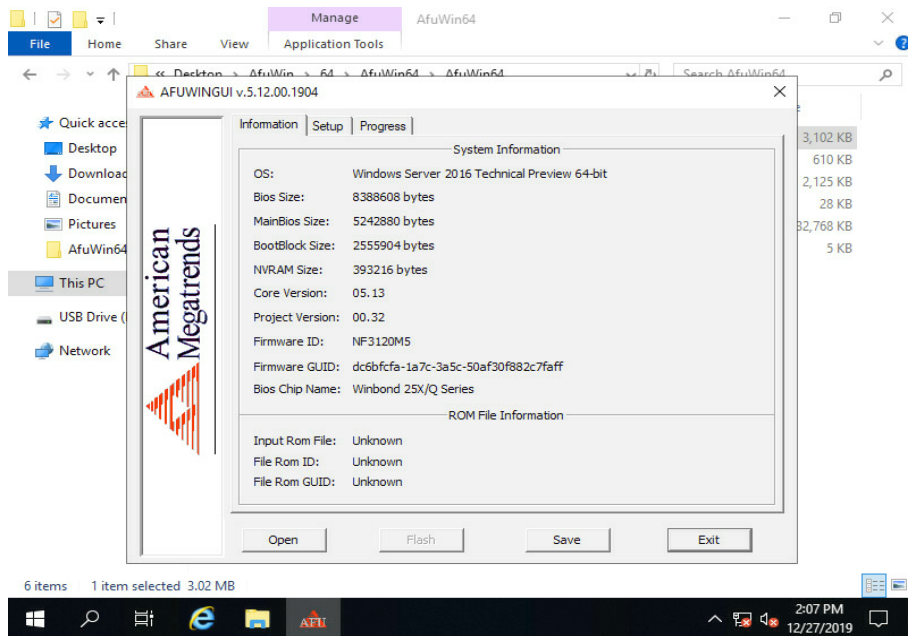 Manage
AfuWin64
File
Home
Share
View
Application Tools
« Desktop › AfuWin › 64 › AfuWin64 › AfuWin64
Search AfuWin64
AFUWINGUI v.5.12.00.1904
Quick acce
Desktop
Download
Documen
Pictures
AfuWin64
This PC
USB Drive (
Network
American
Megatrends
Information
Setup
Progress
System Information
OS: Windows Server 2016 Technical Preview 64-bit
Bios Size: 8388608 bytes
MainBios Size: 5242880 bytes
BootBlock Size: 2555904 bytes
NVRAM Size: 393216 bytes
Core Version: 05.13
Project Version: 00.32
Firmware ID: NF3120M5
Firmware GUID: dc6bfcfa-1a7c-3a5c-50af30f882c7faff
Bios Chip Name: Winbond 25X/Q Series
ROM File Information
Input Rom File: Unknown
File Rom ID: Unknown
File Rom GUID: Unknown
Open
Flash
Save
Exit
3,102 KB
610 KB
2,125 KB
28 KB
32,768 KB
5 KB
6 items 1 item selected 3.02 MB
AFU
2:07 PM
12/27/2019